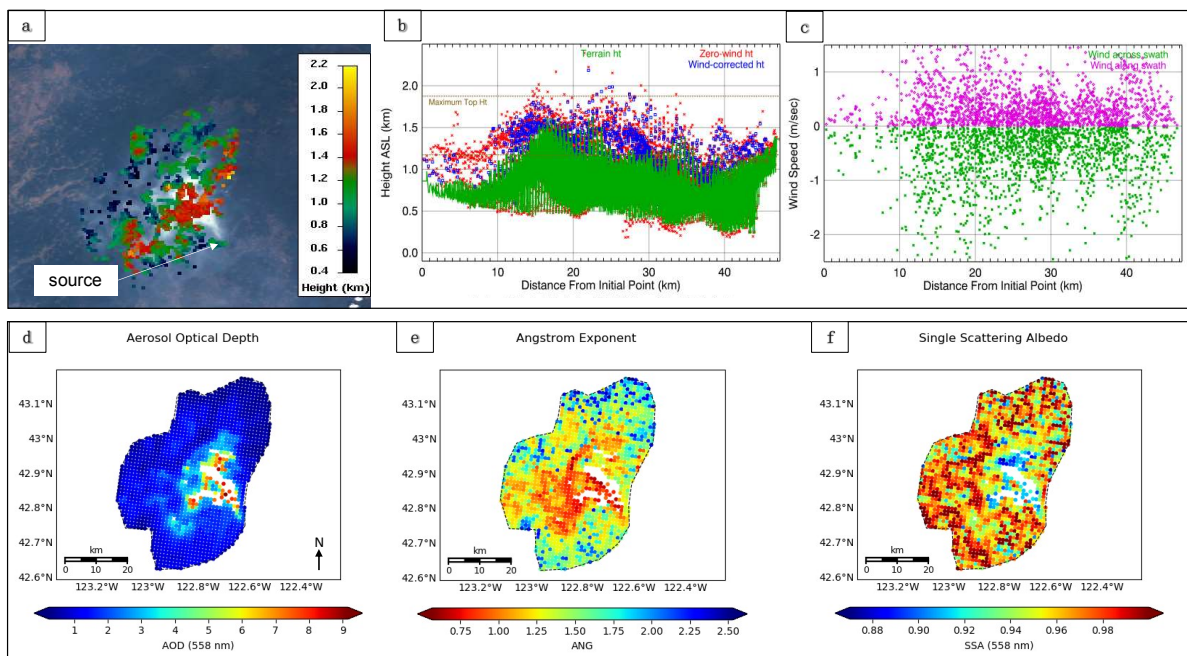 a
2.2
2.0
1.8
1.6
1.4
1.2
1.0
0.8
0.6
0.4
Height (km)
source
b
Terrain ht
Zero-wind ht
Wind-corrected ht
Maximum Top Ht
2.0
1.5
1.0
0.5
0.0
Height ASL (km)
0 10 20 30 40
Distance From Initial Point (km)
c
Wind across swath
Wind along swath
1
0
-1
-2
Wind Speed (m/sec)
0 10 20 30 40
Distance From Initial Point (km)
d
Aerosol Optical Depth
43.1°N
43°N
42.9°N
42.8°N
42.7°N
42.6°N
km
0 10 20
N
123.2°W 123°W 122.8°W 122.6°W 122.4°W
1 2 3 4 5 6 7 8 9
AOD (558 nm)
e
Angstrom Exponent
43.1°N
43°N
42.9°N
42.8°N
42.7°N
42.6°N
km
0 10 20
123.2°W 123°W 122.8°W 122.6°W 122.4°W
0.75 1.00 1.25 1.50 1.75 2.00 2.25 2.50
ANG
f
Single Scattering Albedo
43.1°N
43°N
42.9°N
42.8°N
42.7°N
42.6°N
km
0 10 20
123.2°W 123°W 122.8°W 122.6°W 122.4°W
0.88 0.90 0.92 0.94 0.96 0.98
SSA (558 nm)